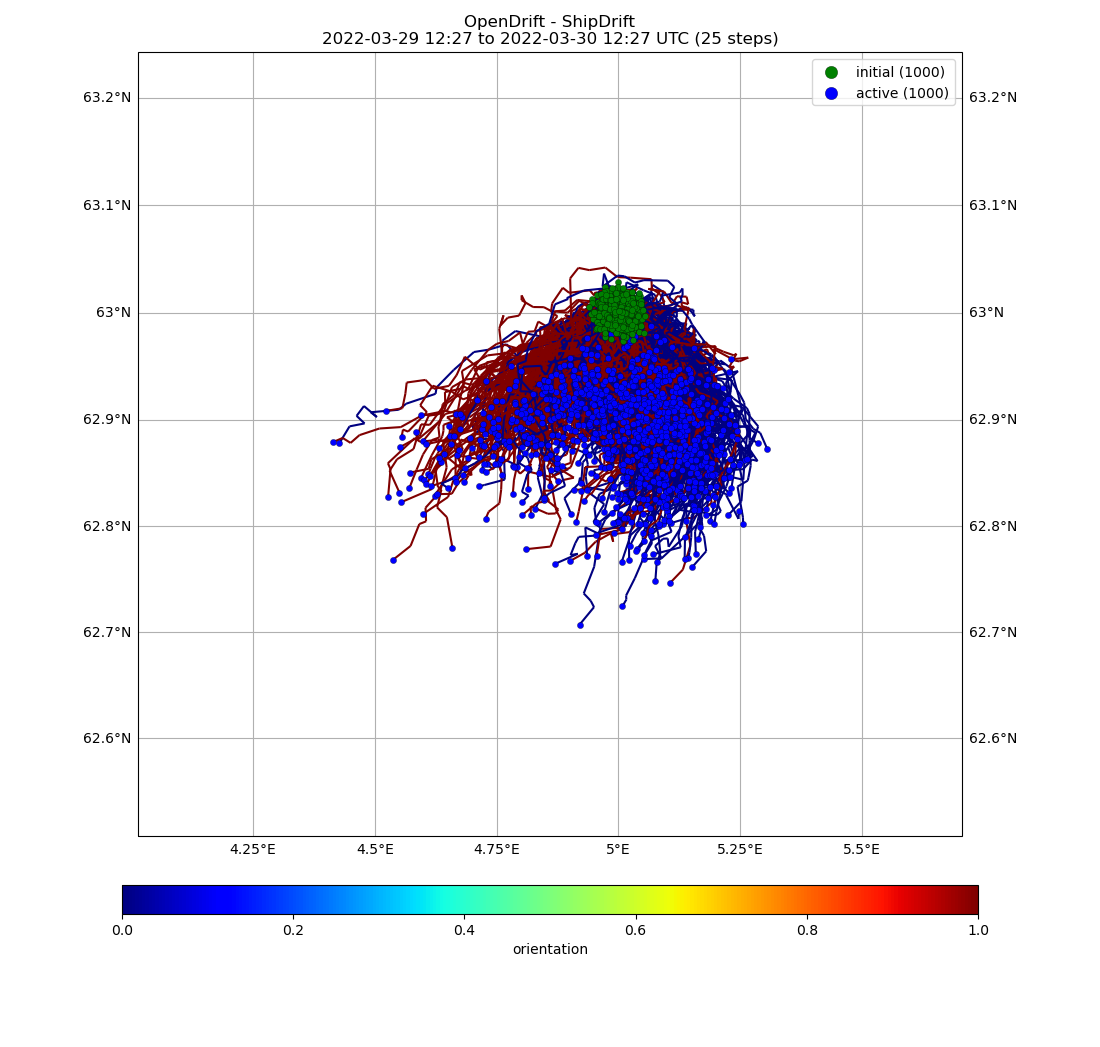 OpenDrift - ShipDrift
2022-03-29 12:27 to 2022-03-30 12:27 UTC (25 steps)
initial (1000)
active (1000)
63.2°N 63.2°N
63.1°N 63.1°N
63°N 63°N
62.9°N 62.9°N
62.8°N 62.8°N
62.7°N 62.7°N
62.6°N 62.6°N
4.25°E 4.5°E 4.75°E 5°E 5.25°E 5.5°E
0.0 0.2 0.4 0.6 0.8 1.0
orientation